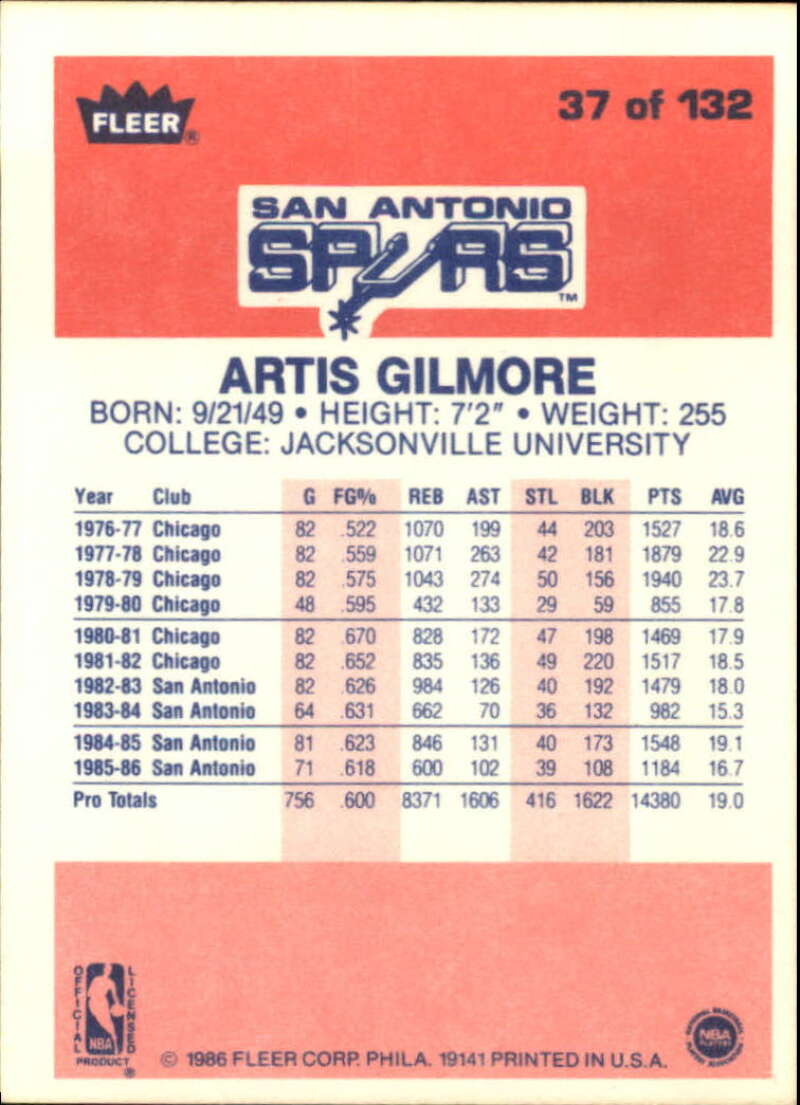 FLEER®
37 of 132
SAN ANTONIO
SPURS
TM
ARTIS GILMORE
BORN: 9/21/49 • HEIGHT: 7'2" • WEIGHT: 255
COLLEGE: JACKSONVILLE UNIVERSITY
Year Club G FG% REB AST STL BLK PTS AVG
1976-77 Chicago 82 .522 1070 199 44 203 1527 18.6
1977-78 Chicago 82 .559 1071 263 42 181 1879 22.9
1978-79 Chicago 82 .575 1043 274 50 156 1940 23.7
1979-80 Chicago 48 .595 432 133 29 59 855 17.8
1980-81 Chicago 82 .670 828 172 47 198 1469 17.9
1981-82 Chicago 82 .652 835 136 49 220 1517 18.5
1982-83 San Antonio 82 .626 984 126 40 192 1479 18.0
1983-84 San Antonio 64 .631 662 70 36 132 982 15.3
1984-85 San Antonio 81 .623 846 131 40 173 1548 19.1
1985-86 San Antonio 71 .618 600 102 39 108 1184 16.7
Pro Totals 756 .600 8371 1606 416 1622 14380 19.0
OFFICIAL
LICENSED
NBA
PRODUCT
®
© 1986 FLEER CORP. PHILA. 19141 PRINTED IN U.S.A.
NATIONAL BASKETBALL
NBA
PLAYERS
PLAYERS ASSOCIATION